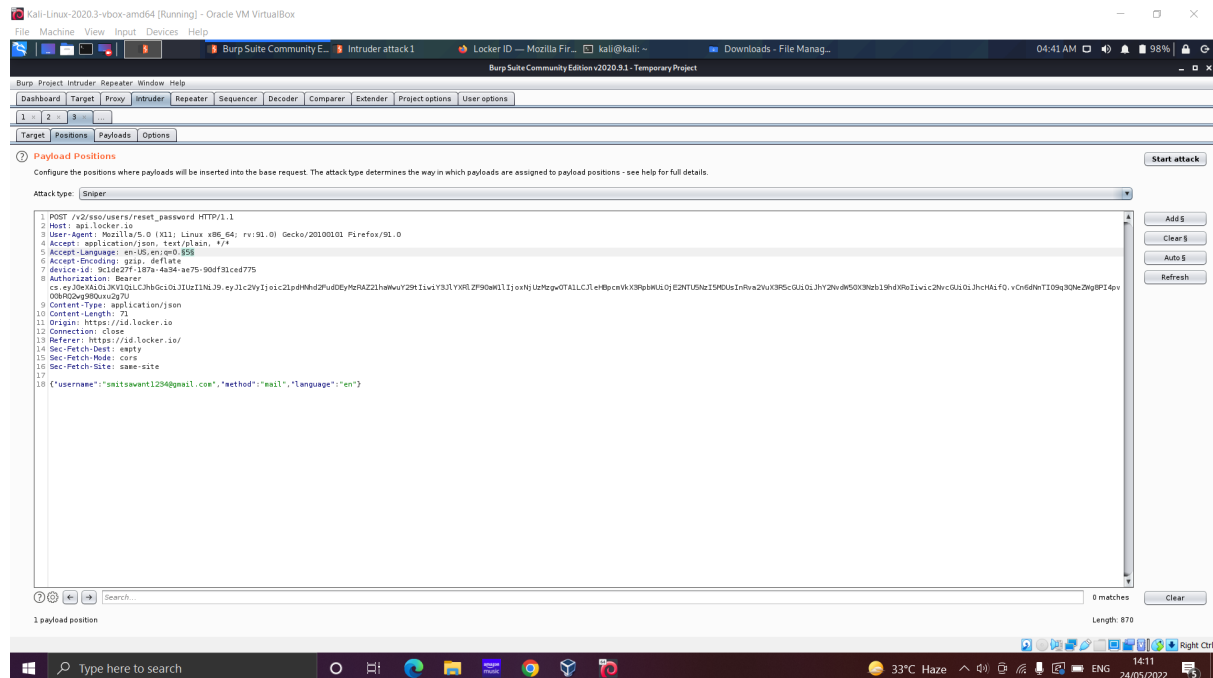 Kali-Linux-2020.3-vbox-amd64 [Running] - Oracle VM VirtualBox
File Machine View Input Devices Help
Burp Suite Community E... Intruder attack 1 Locker ID — Mozilla Fir... kali@kali: ~ Downloads - File Manag... 04:41 AM 98%
Burp Suite Community Edition v2020.9.1 - Temporary Project
Burp Project Intruder Repeater Window Help
Dashboard Target Proxy Intruder Repeater Sequencer Decoder Comparer Extender Project options User options
1 × 2 × 3 × ...
Target Positions Payloads Options
? Payload Positions Start attack
Configure the positions where payloads will be inserted into the base request. The attack type determines the way in which payloads are assigned to payload positions - see help for full details.
Attack type: Sniper
1 POST /v2/sso/users/reset_password HTTP/1.1 Add §
2 Host: api.locker.io
3 User-Agent: Mozilla/5.0 (X11; Linux x86_64; rv:91.0) Gecko/20100101 Firefox/91.0
4 Accept: application/json, text/plain, */* Clear §
5 Accept-Language: en-US,en;q=0.§5§
6 Accept-Encoding: gzip, deflate Auto §
7 device-id: 9c1de27f-187a-4a34-ae75-90df31ced775
8 Authorization: Bearer Refresh
9 Content-Type: application/json
10 Content-Length: 71
11 Origin: https://id.locker.io
12 Connection: close
13 Referer: https://id.locker.io/
14 Sec-Fetch-Dest: empty
15 Sec-Fetch-Mode: cors
16 Sec-Fetch-Site: same-site
17
18 {"username":"smitsawant1234@gmail.com","method":"mail","language":"en"}
? Search... 0 matches Clear
1 payload position Length: 870
Right Ctrl
Type here to search 33°C Haze ENG 14:11
24/05/2022 5